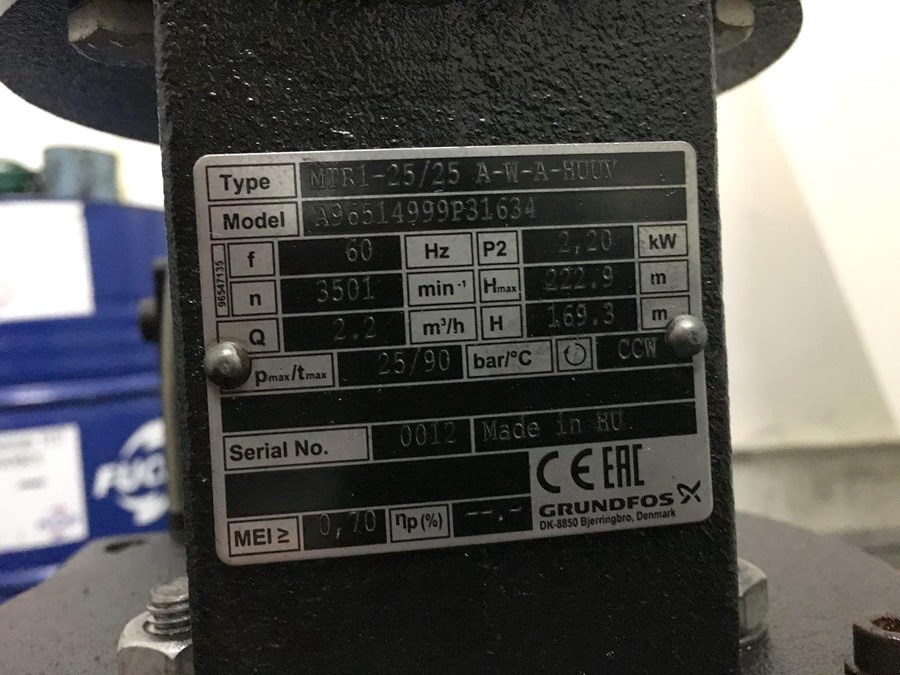 Type MTR1-25/25 A-W-A-HUUV
Model A96514999P31634
96547135
f 60 Hz P2 2,20 kW
n 3501 min⁻¹ Hmax 222.9 m
Q 2.2 m³/h H 169.3 m
pmax/tmax 25/90 bar/°C CCW
Serial No. 0012 Made in HU.
CE EAC
GRUNDFOS
DK-8850 Bjerringbro, Denmark
MEI ≥ 0,70 ηp(%) --.-
FUC